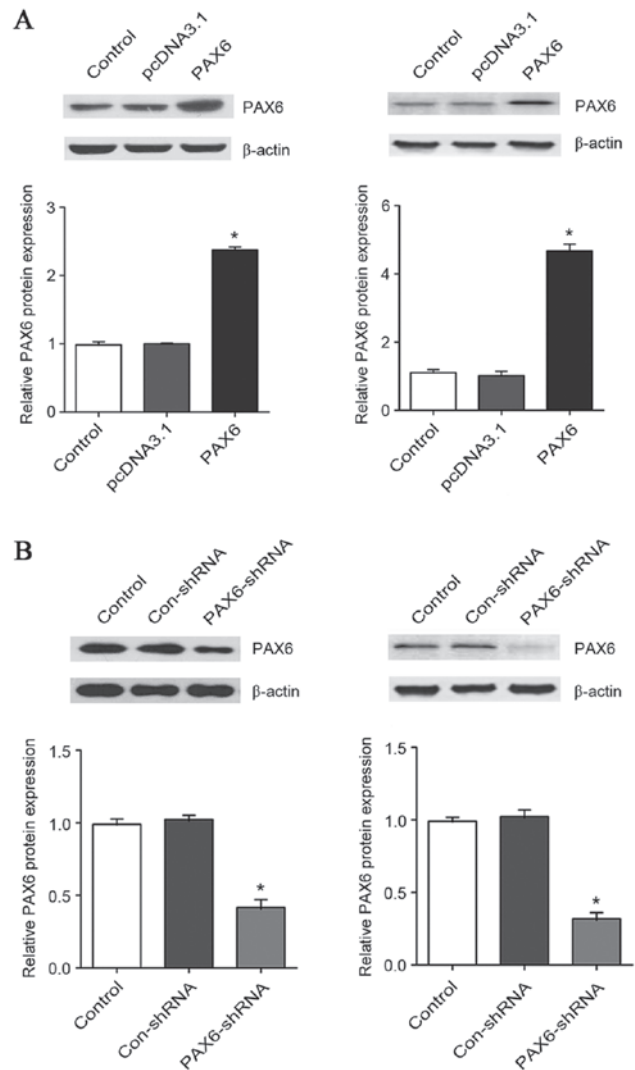 A
Control
pcDNA3.1
PAX6
PAX6
β-actin
Relative PAX6 protein expression
3
2
1
0
*
Control
pcDNA3.1
PAX6
Control
pcDNA3.1
PAX6
PAX6
β-actin
Relative PAX6 protein expression
6
4
2
0
*
Control
pcDNA3.1
PAX6
B
Control
Con-shRNA
PAX6-shRNA
PAX6
β-actin
Relative PAX6 protein expression
1.5
1.0
0.5
0.0
*
Control
Con-shRNA
PAX6-shRNA
Control
Con-shRNA
PAX6-shRNA
PAX6
β-actin
Relative PAX6 protein expression
1.5
1.0
0.5
0.0
*
Control
Con-shRNA
PAX6-shRNA